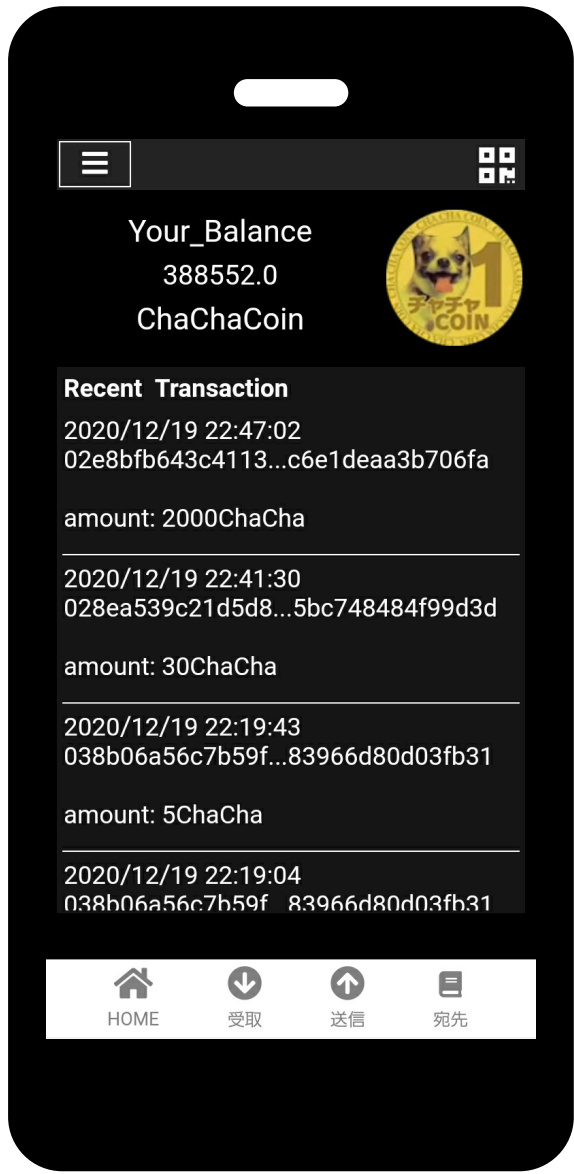 Your_Balance
388552.0
ChaChaCoin
CHA CHA COIN
1
チャチャ
COIN
Recent Transaction
2020/12/19 22:47:02
02e8bfb643c4113...c6e1deaa3b706fa
amount: 2000ChaCha
2020/12/19 22:41:30
028ea539c21d5d8...5bc748484f99d3d
amount: 30ChaCha
2020/12/19 22:19:43
038b06a56c7b59f...83966d80d03fb31
amount: 5ChaCha
2020/12/19 22:19:04
038b06a56c7b59f...83966d80d03fb31
HOME
受取
送信
宛先